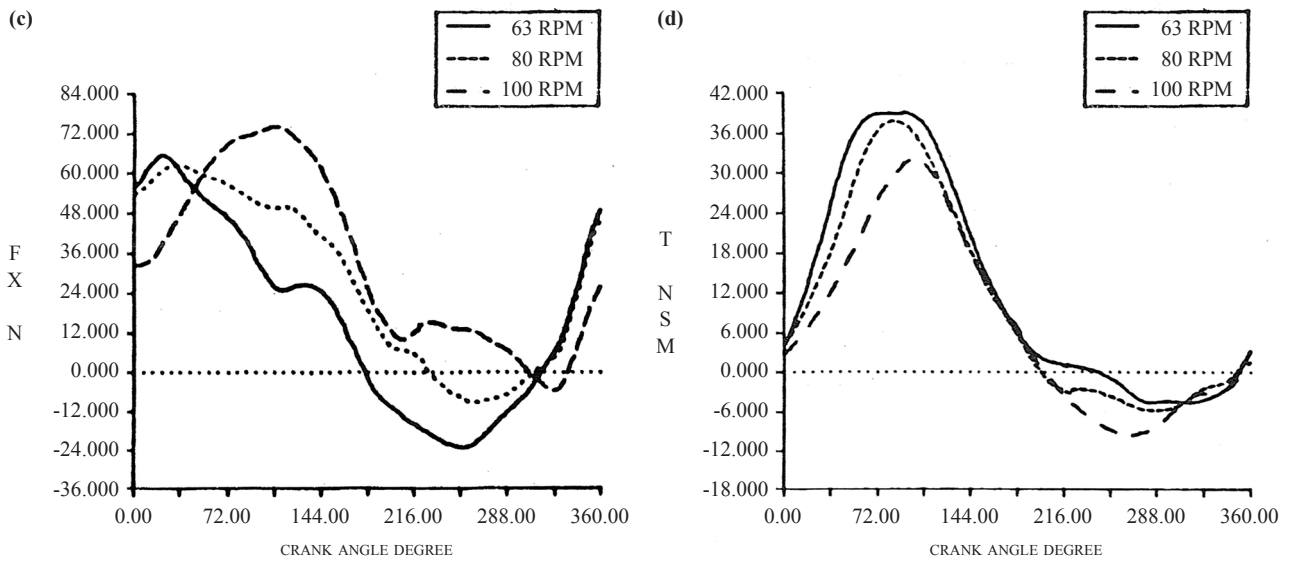 (c)
63 RPM
80 RPM
100 RPM
84.000
72.000
60.000
48.000
36.000
24.000
12.000
0.000
-12.000
-24.000
-36.000
F
X
N
0.00 72.00 144.00 216.00 288.00 360.00
CRANK ANGLE DEGREE
(d)
63 RPM
80 RPM
100 RPM
42.000
36.000
30.000
24.000
18.000
12.000
6.000
0.000
-6.000
-12.000
-18.000
T
N
S
M
0.00 72.00 144.00 216.00 288.00 360.00
CRANK ANGLE DEGREE